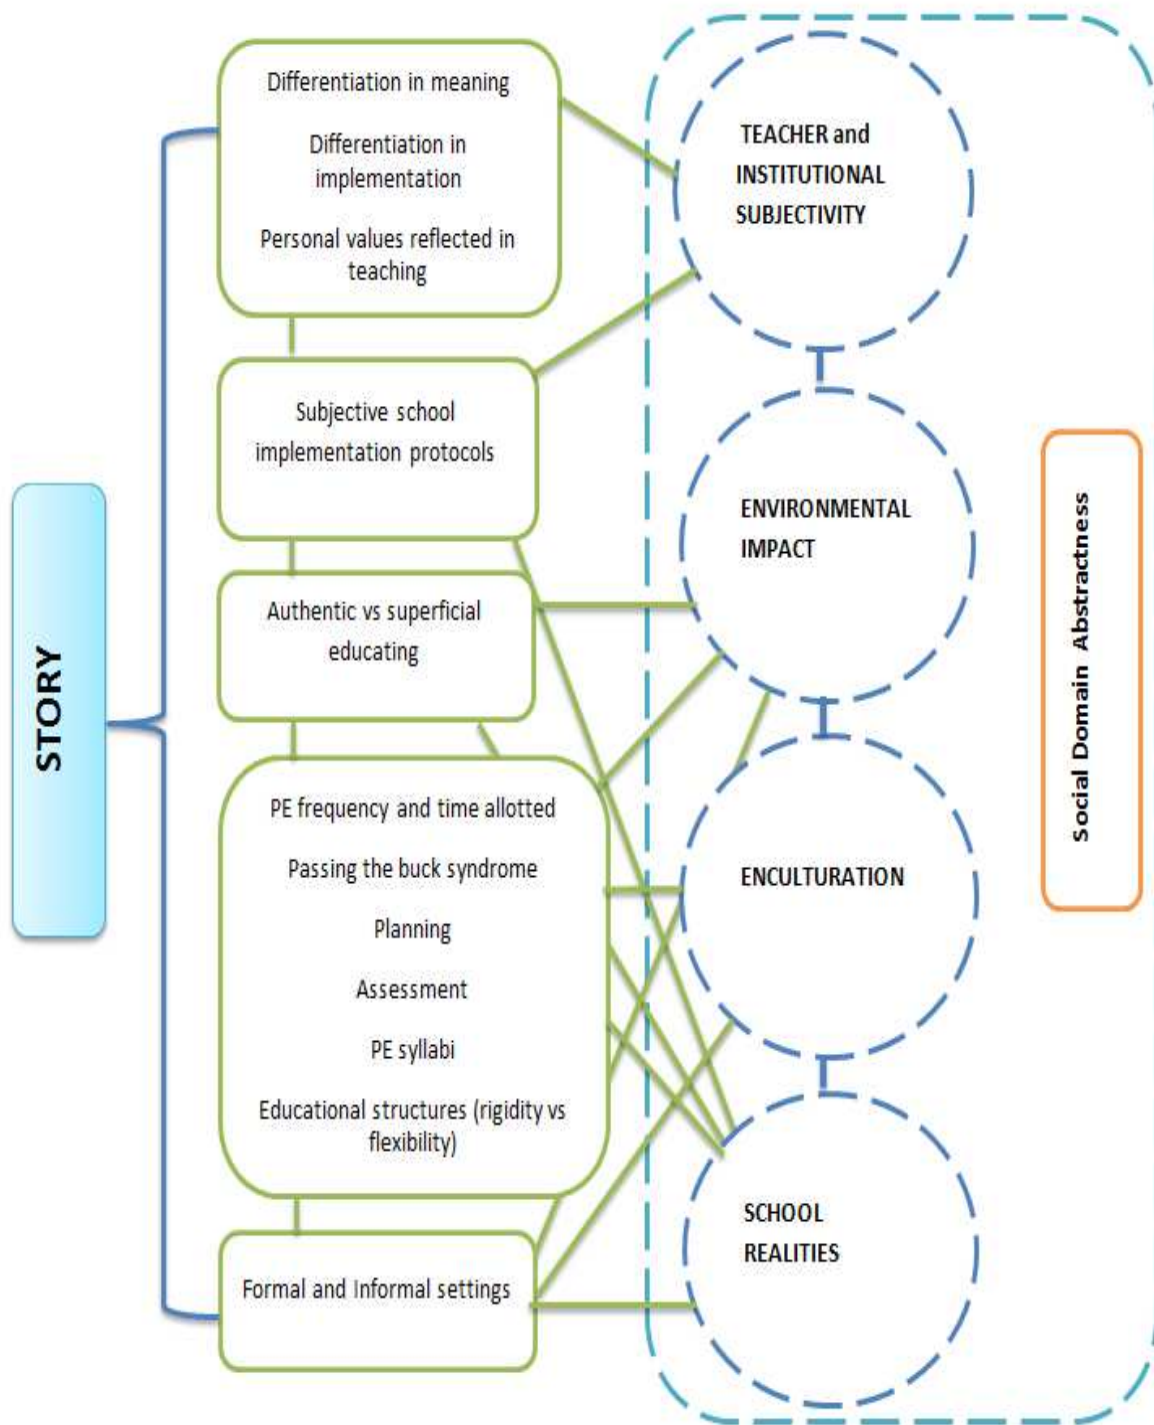 STORY
Differentiation in meaning
Differentiation in
implementation
Personal values reflected in
teaching
Subjective school
implementation protocols
Authentic vs superficial
educating
PE frequency and time allotted
Passing the buck syndrome
Planning
Assessment
PE syllabi
Educational structures (rigidity vs
flexibility)
Formal and Informal settings
TEACHER and
INSTITUTIONAL
SUBJECTIVITY
ENVIRONMENTAL
IMPACT
ENCULTURATION
SCHOOL
REALITIES
Social Domain Abstractness